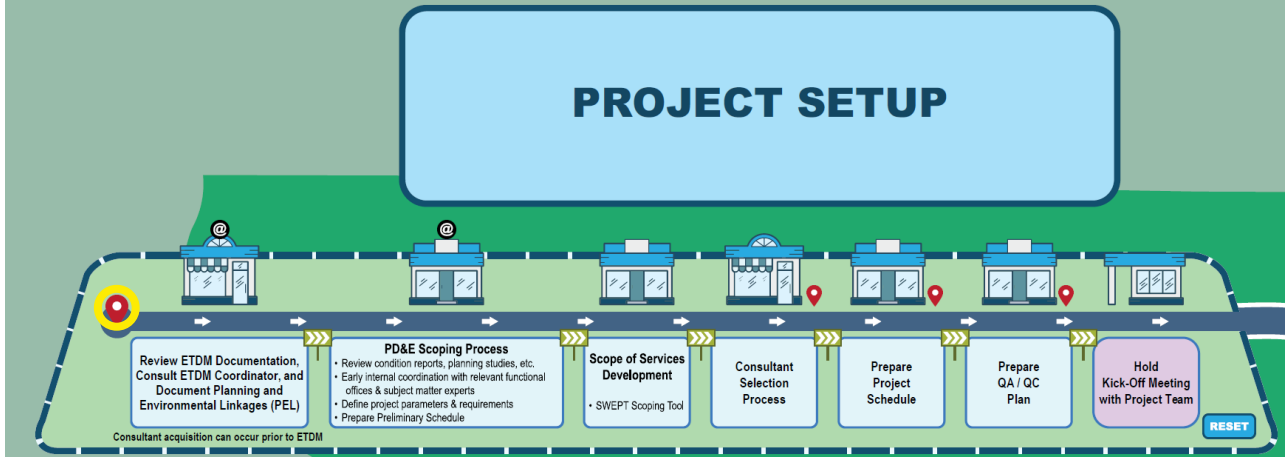 PROJECT SETUP
@
@
Review ETDM Documentation,
Consult ETDM Coordinator, and
Document Planning and
Environmental Linkages (PEL)
PD&E Scoping Process
• Review condition reports, planning studies, etc.
• Early internal coordination with relevant functional
offices & subject matter experts
• Define project parameters & requirements
• Prepare Preliminary Schedule
Scope of Services
Development
• SWEPT Scoping Tool
Consultant
Selection
Process
Prepare
Project
Schedule
Prepare
QA / QC
Plan
Hold
Kick-Off Meeting
with Project Team
RESET
Consultant acquisition can occur prior to ETDM